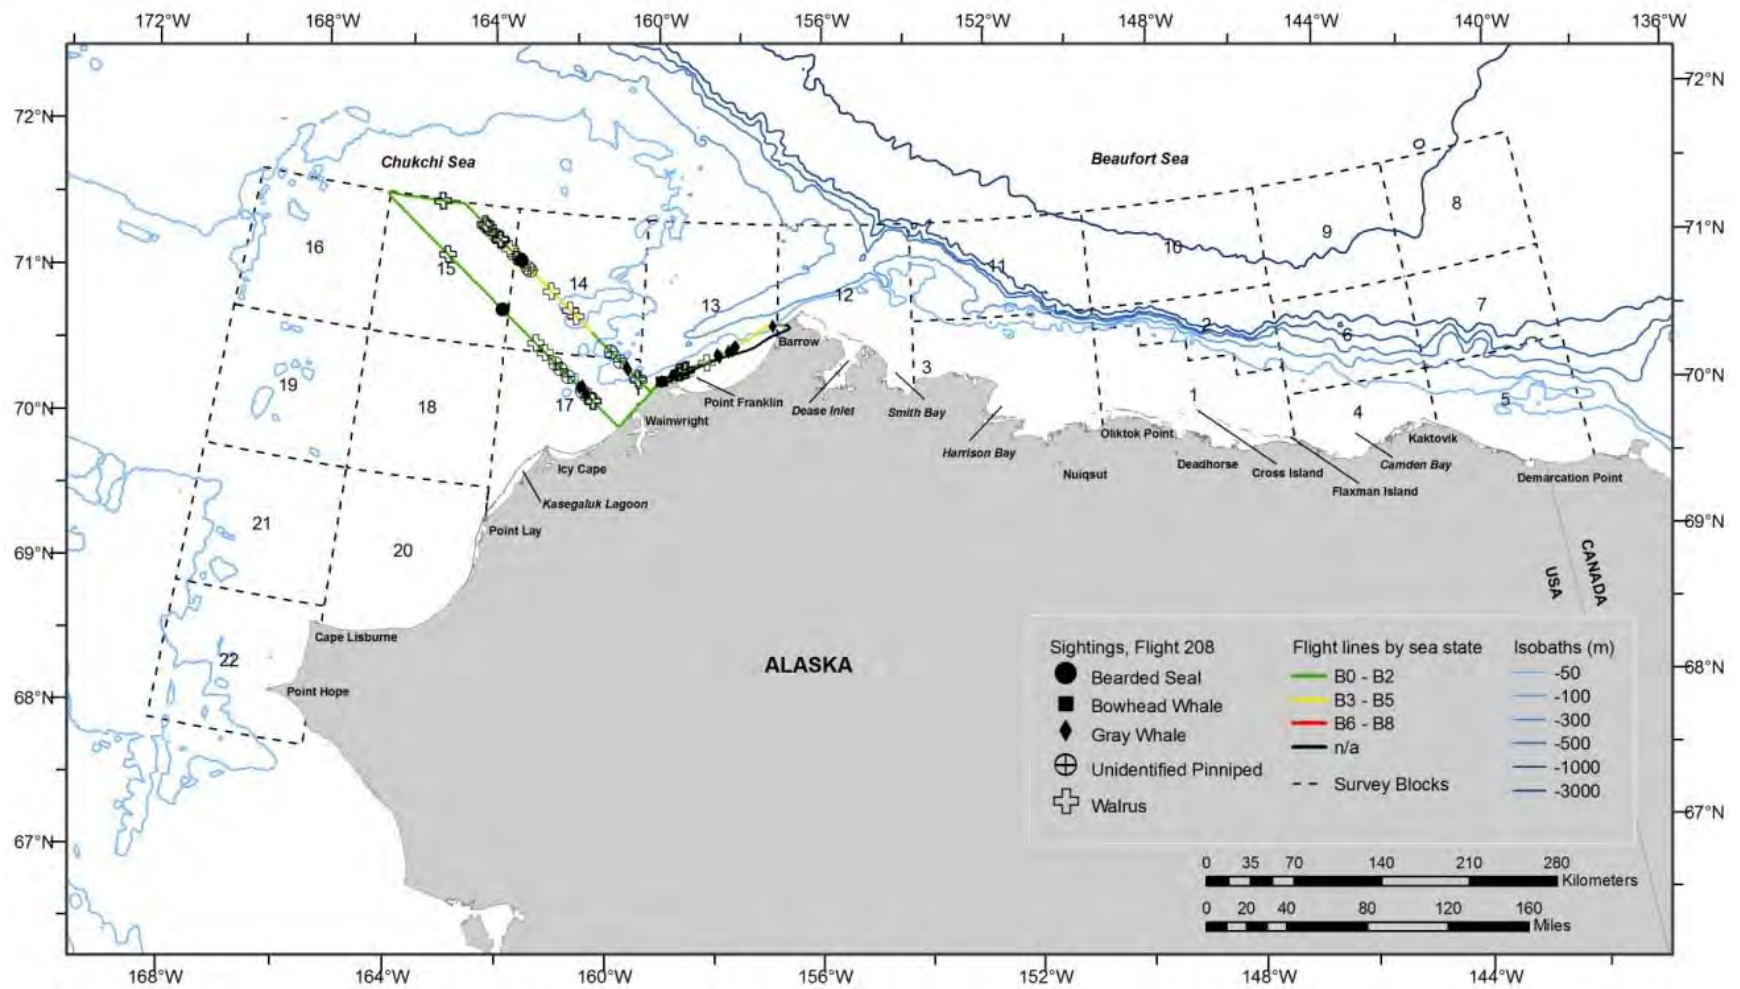 172°W 168°W 164°W 160°W 156°W 152°W 148°W 144°W 140°W 136°W
72°N 72°N
Chukchi Sea Beaufort Sea
8
9
16 71°N
10
71°N 15 14 11
13 12 7
2 6
Barrow
19 3 70°N
70°N 18 17 Point Franklin Dease Inlet Smith Bay 1 4 5
Wainwright
Oliktok Point Kaktovik
Harrison Bay
Icy Cape Deadhorse Cross Island Camden Bay
Nuiqsut Demarcation Point
Flaxman Island
Kasegaluk Lagoon
21 Point Lay 69°N
69°N 20
USA CANADA
Cape Lisburne
22 ALASKA 68°N
68°N Point Hope
Sightings, Flight 208
Bearded Seal
Bowhead Whale
Gray Whale
Unidentified Pinniped
Walrus
Flight lines by sea state
B0 - B2
B3 - B5
B6 - B8
n/a
Survey Blocks
Isobaths (m)
-50
-100
-300
-500
-1000
-3000
67°N 67°N
0 35 70 140 210 280
Kilometers
0 20 40 80 120 160
Miles
168°W 164°W 160°W 156°W 152°W 148°W 144°W